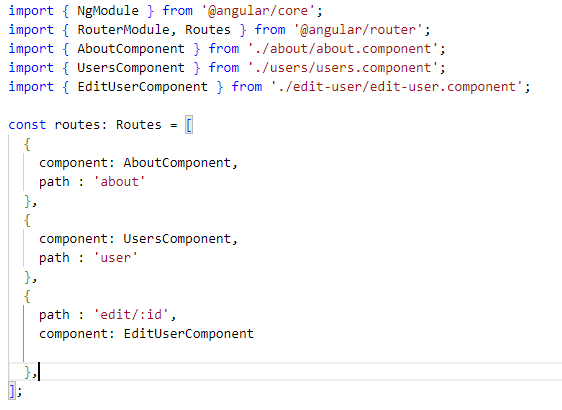 import { NgModule } from '@angular/core';
import { RouterModule, Routes } from '@angular/router';
import { AboutComponent } from './about/about.component';
import { UsersComponent } from './users/users.component';
import { EditUserComponent } from './edit-user/edit-user.component';

const routes: Routes = [
  {
    component: AboutComponent,
    path : 'about'
  },
  {
    component: UsersComponent,
    path : 'user'
  },
  {
    path : 'edit/:id',
    component: EditUserComponent

  },
];